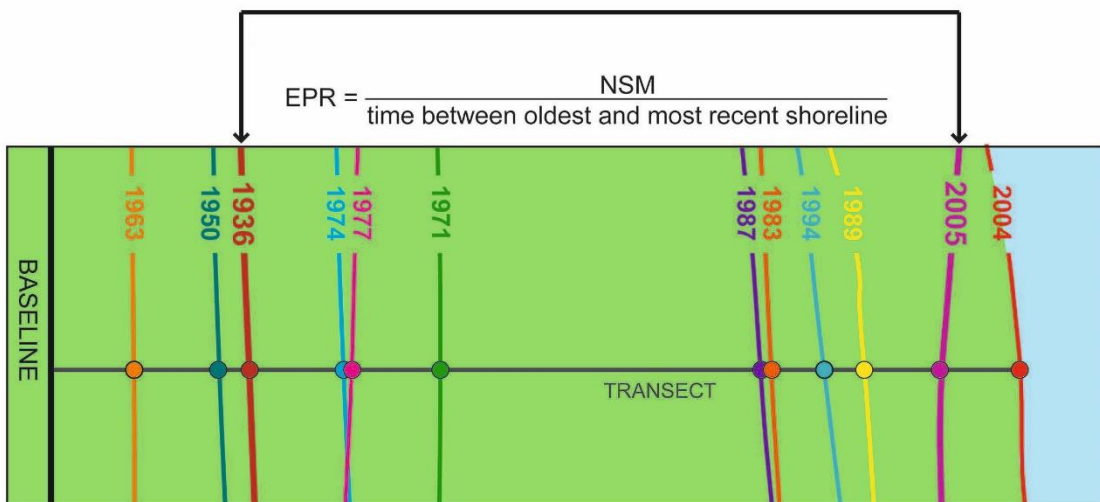 EPR =
NSM
time between oldest and most recent shoreline
BASELINE
1963
1950
1936
1974
1977
1971
1987
1983
1994
1989
2005
2004
TRANSECT